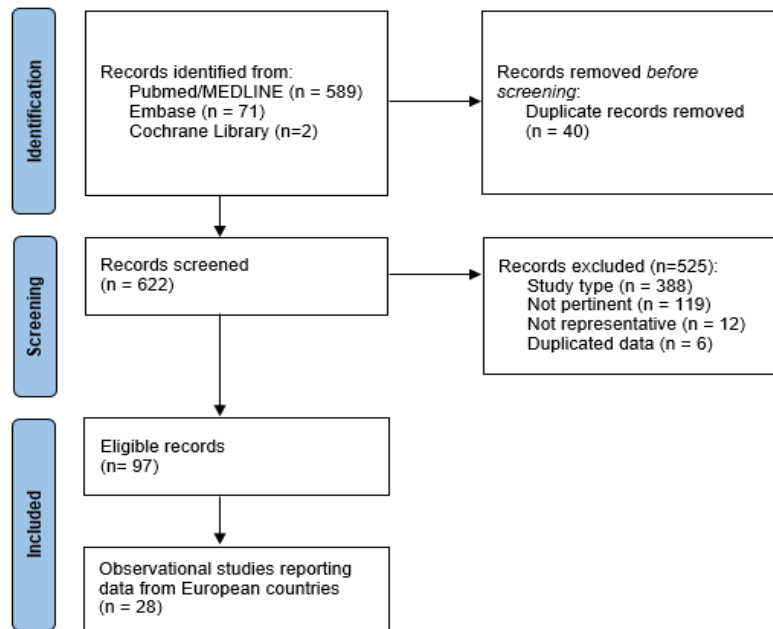 Identification
Records identified from:
Pubmed/MEDLINE (n = 589)
Embase (n = 71)
Cochrane Library (n=2)
Records removed before
screening:
Duplicate records removed
(n = 40)
Screening
Records screened
(n = 622)
Records excluded (n=525):
Study type (n = 388)
Not pertinent (n = 119)
Not representative (n = 12)
Duplicated data (n = 6)
Included
Eligible records
(n= 97)
Observational studies reporting
data from European countries
(n = 28)